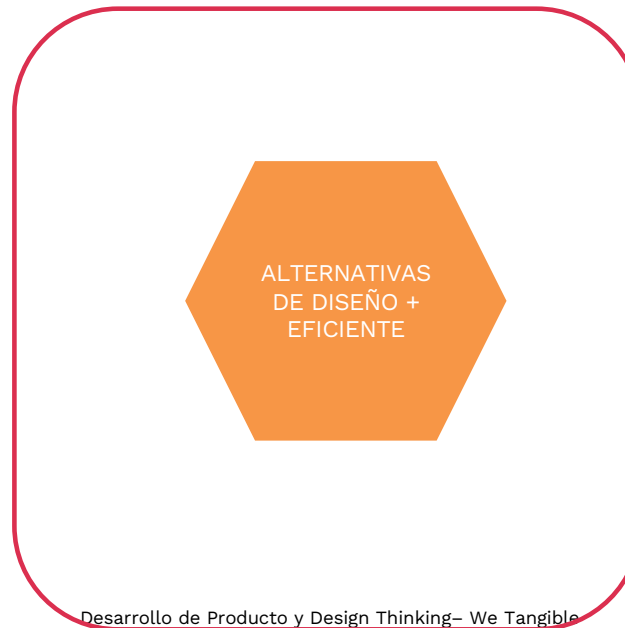 ALTERNATIVAS
DE DISEÑO +
EFICIENTE
Desarrollo de Producto y Design Thinking– We Tangible